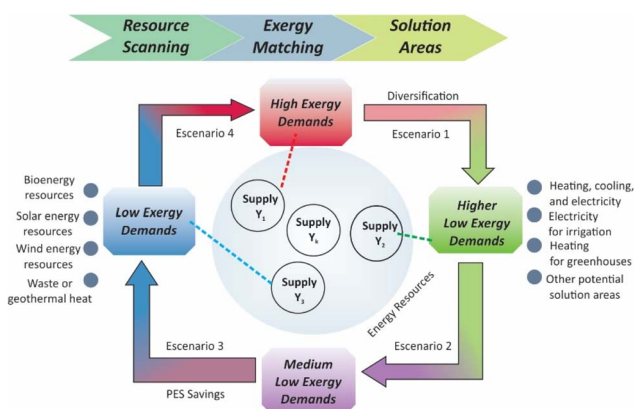 Resource
Scanning
Exergy
Matching
Solution
Areas
High Exergy
Demands
Diversification
Escenario 4
Escenario 1
Bioenergy
resources
Solar energy
resources
Wind energy
resources
Waste or
geothermal heat
Low Exergy
Demands
Supply
Y1
Supply
Yk
Supply
Y2
Supply
Y3
Higher
Low Exergy
Demands
Heating, cooling,
and electricity
Electricity
for irrigation
Heating
for greenhouses
Other potential
solution areas
Energy Resources
Escenario 3
Escenario 2
PES Savings
Medium
Low Exergy
Demands